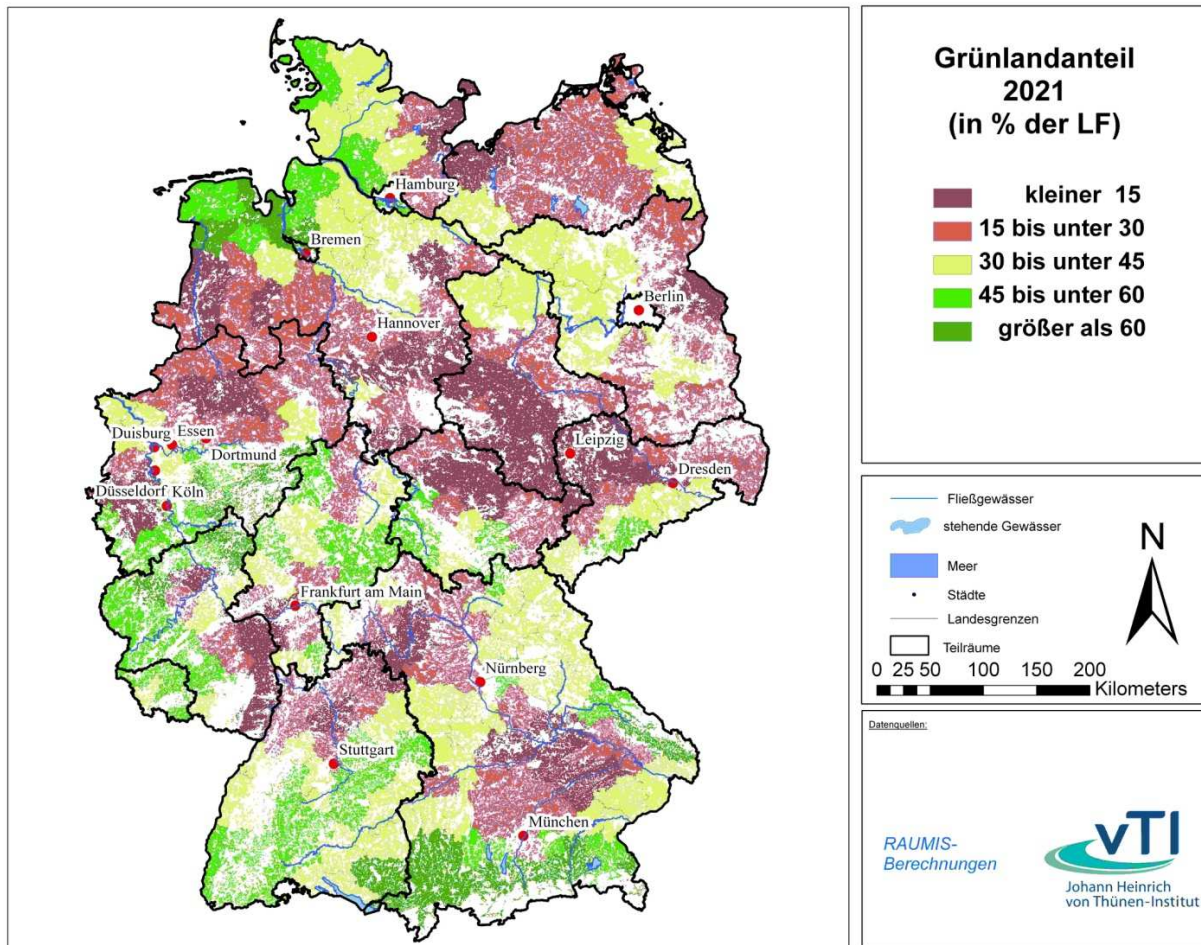 Hamburg
Bremen
Berlin
Hannover
Duisburg
Essen
Dortmund
Leipzig
Dresden
Düsseldorf
Köln
Frankfurt am Main
Nürnberg
Stuttgart
München
Grünlandanteil
2021
(in % der LF)
kleiner 15
15 bis unter 30
30 bis unter 45
45 bis unter 60
größer als 60
Fließgewässer
stehende Gewässer
Meer
Städte
Landesgrenzen
Teilräume
N
0 25 50 100 150 200
Kilometers
Datenquellen:
RAUMIS-
Berechnungen
vTI
Johann Heinrich
von Thünen-Institut